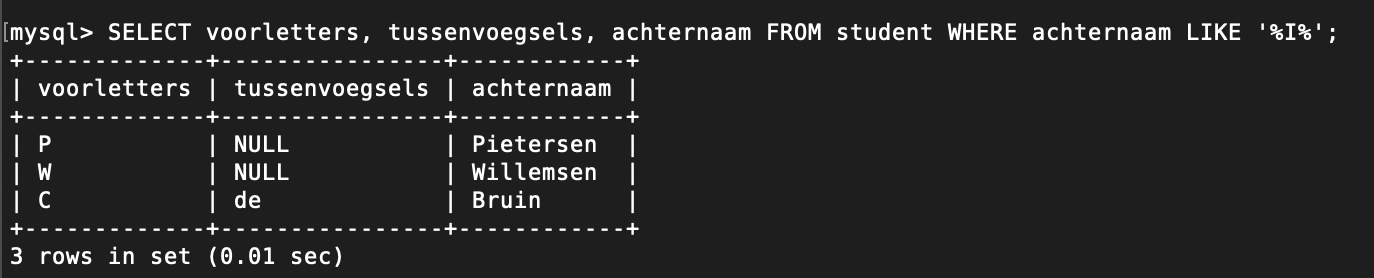 [mysql> SELECT voorletters, tussenvoegsels, achternaam FROM student WHERE achternaam LIKE '%I%';
+-------------+----------------+------------+
| voorletters | tussenvoegsels | achternaam |
+-------------+----------------+------------+
| P           | NULL           | Pietersen  |
| W           | NULL           | Willemsen  |
| C           | de             | Bruin      |
+-------------+----------------+------------+
3 rows in set (0.01 sec)